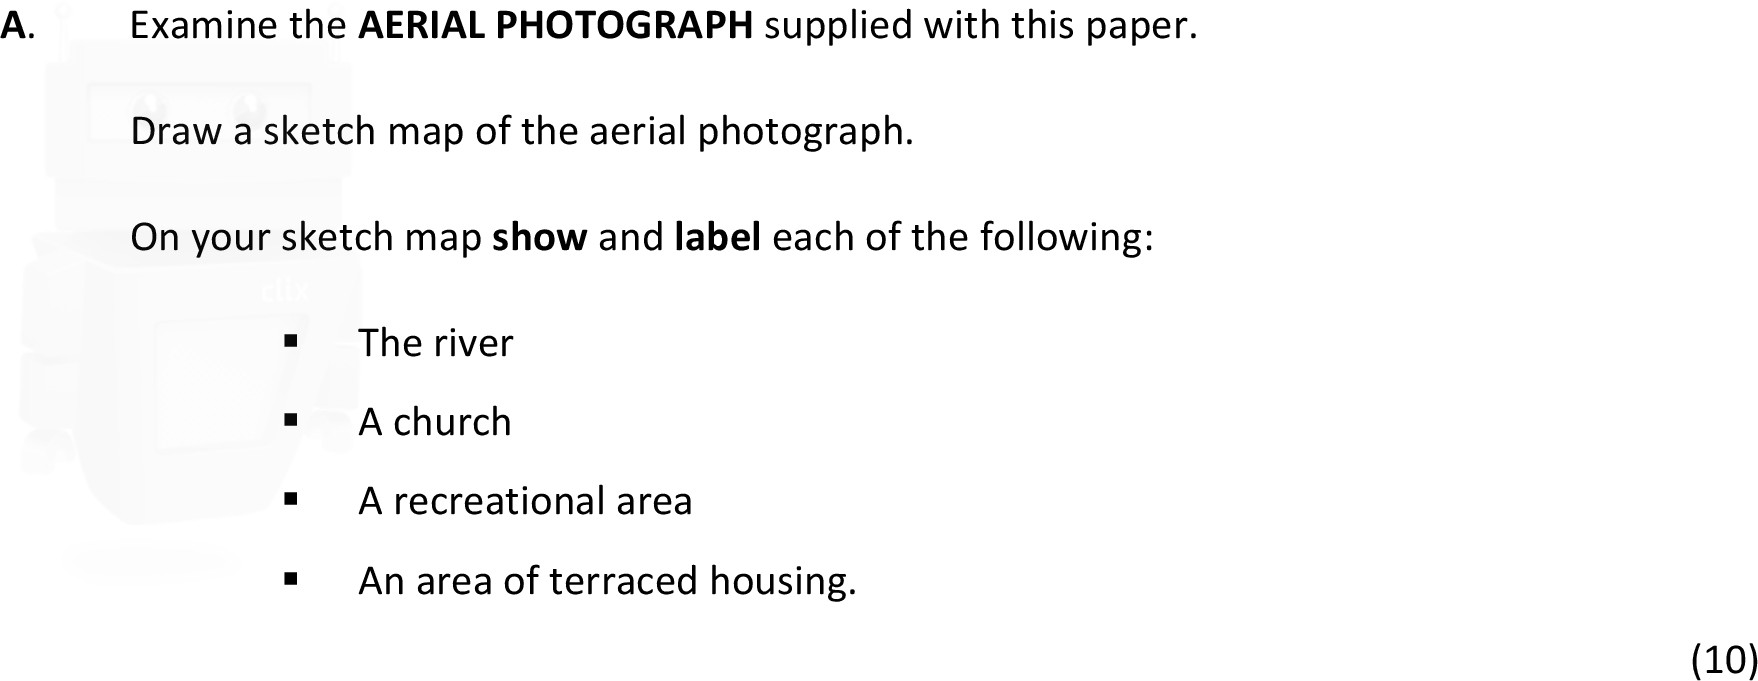 A. Examine the AERIAL PHOTOGRAPH supplied with this paper.
Draw a sketch map of the aerial photograph.
On your sketch map show and label each of the following:
▪ The river
▪ A church
▪ A recreational area
▪ An area of terraced housing.
(10)